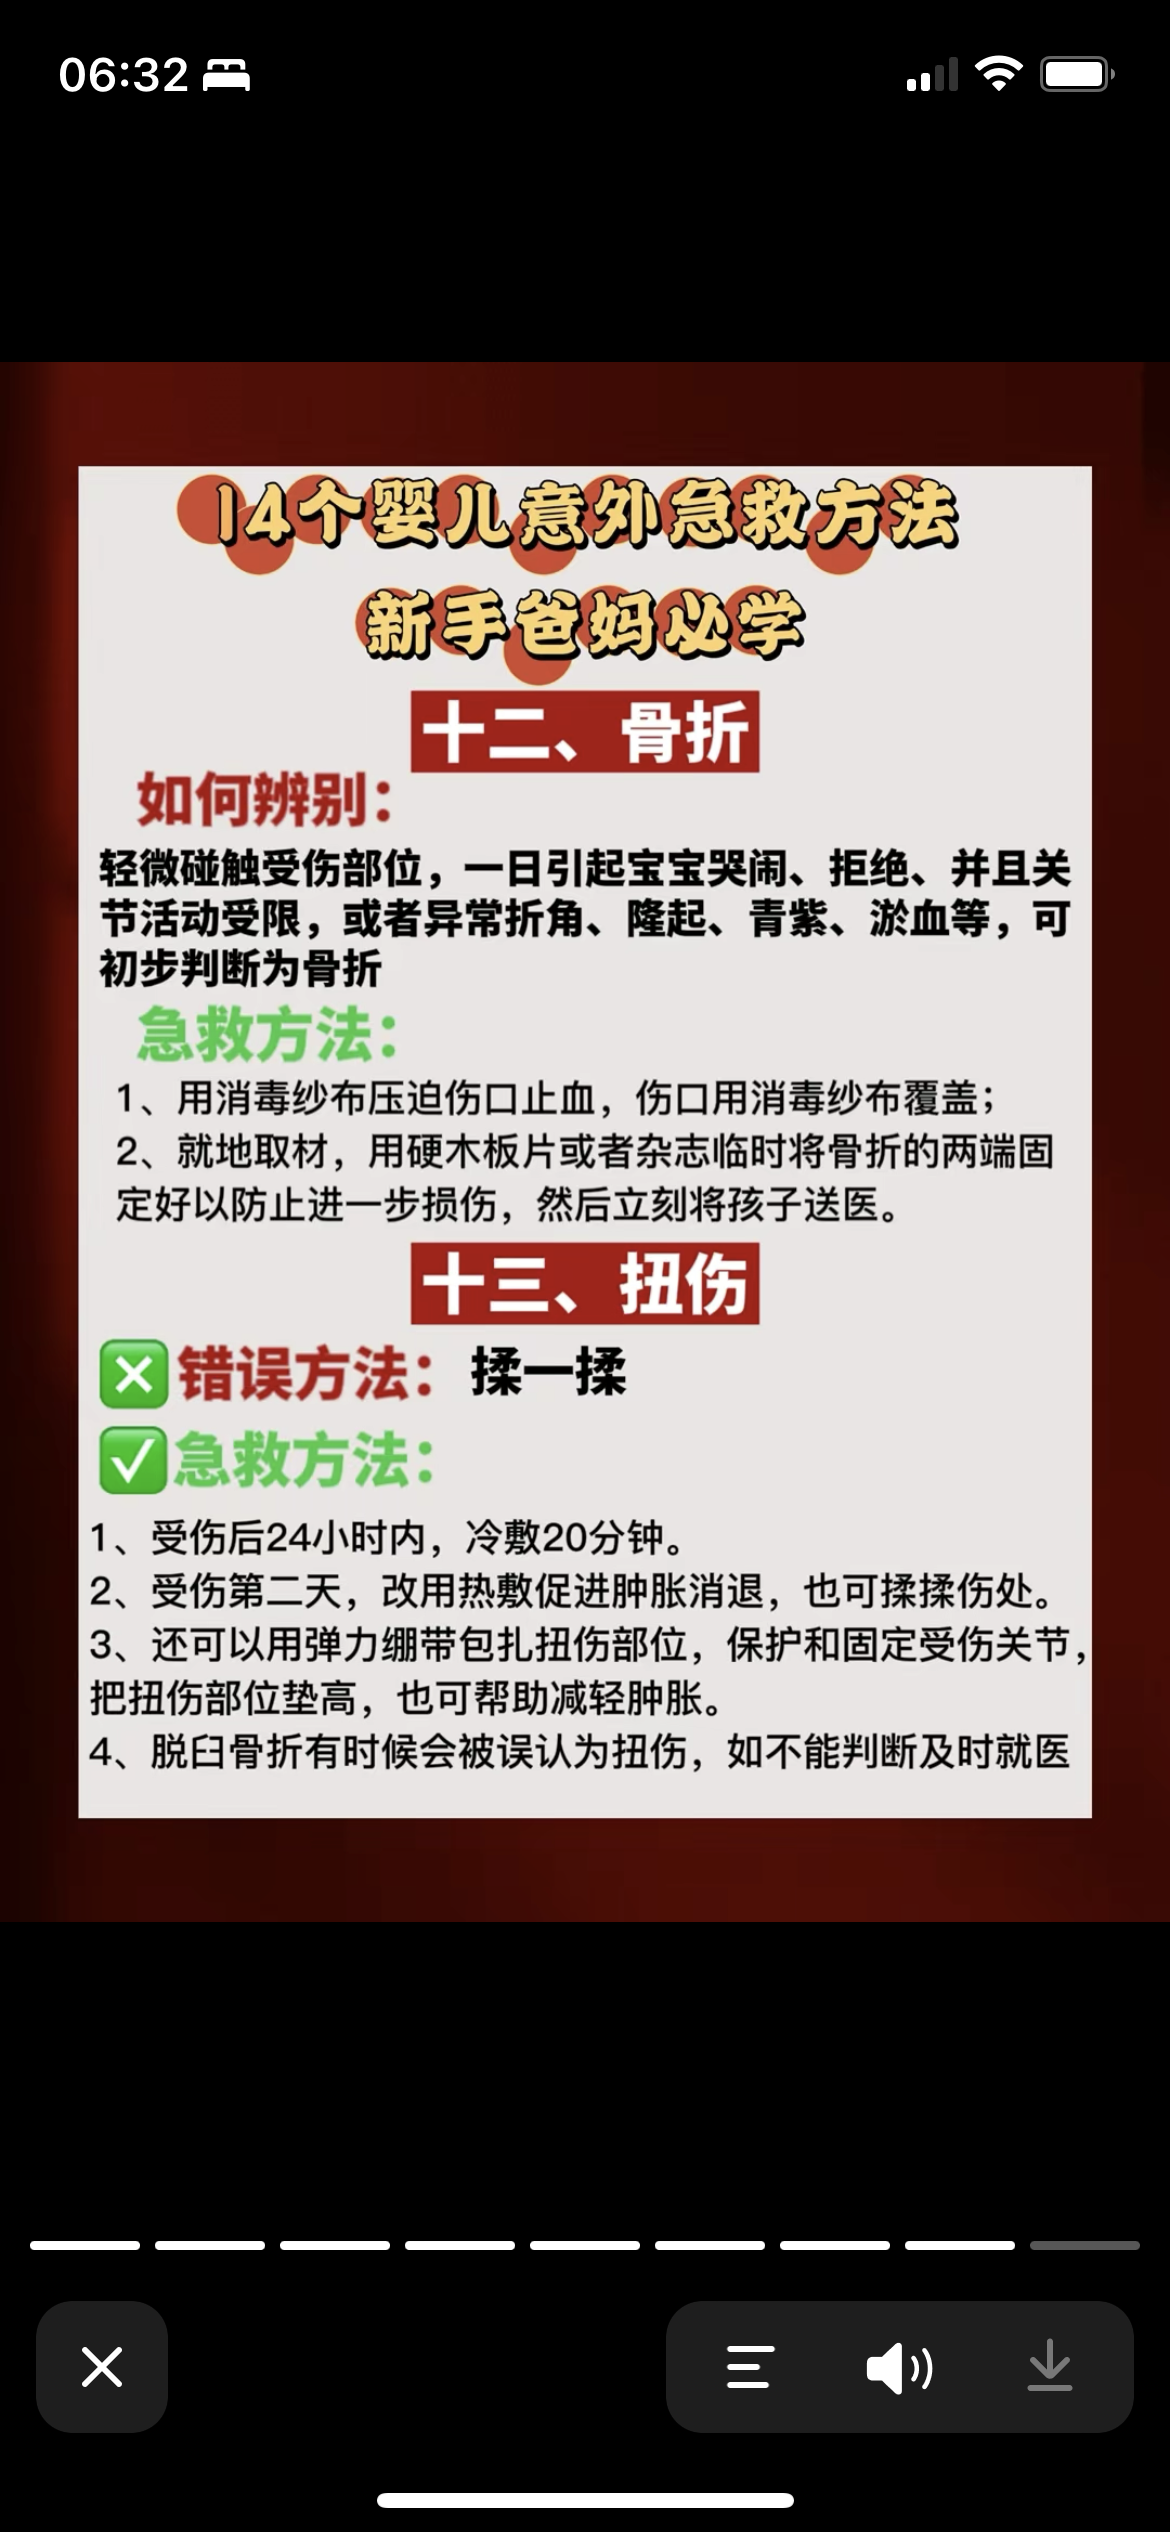 06:32
14个婴儿意外急救方法
新手爸妈必学
十二、骨折
如何辨别：
轻微碰触受伤部位，一日引起宝宝哭闹、拒绝、并且关
节活动受限，或者异常折角、隆起、青紫、淤血等，可
初步判断为骨折
急救方法：
1、用消毒纱布压迫伤口止血，伤口用消毒纱布覆盖；
2、就地取材，用硬木板片或者杂志临时将骨折的两端固
定好以防止进一步损伤，然后立刻将孩子送医。
十三、扭伤
错误方法：揉一揉
急救方法：
1、受伤后24小时内，冷敷20分钟。
2、受伤第二天，改用热敷促进肿胀消退，也可揉揉伤处。
3、还可以用弹力绷带包扎扭伤部位，保护和固定受伤关节，
把扭伤部位垫高，也可帮助减轻肿胀。
4、脱臼骨折有时候会被误认为扭伤，如不能判断及时就医